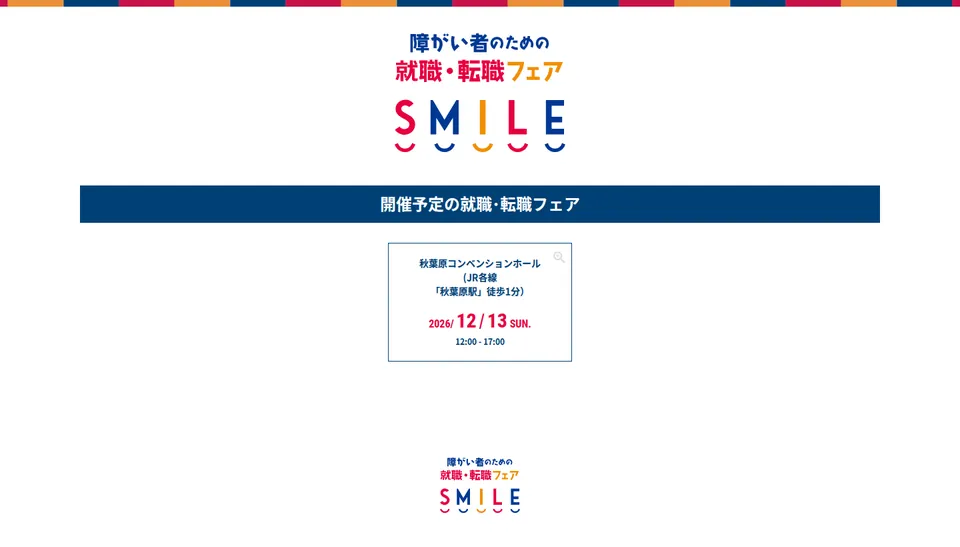 障がい者のための
就職・転職フェア
SMILE
開催予定の就職・転職フェア
秋葉原コンベンションホール
(JR各線
「秋葉原駅」徒歩1分）
2026/ 12 / 13 SUN.
12:00 - 17:00
障がい者のための
就職・転職フェア
SMILE